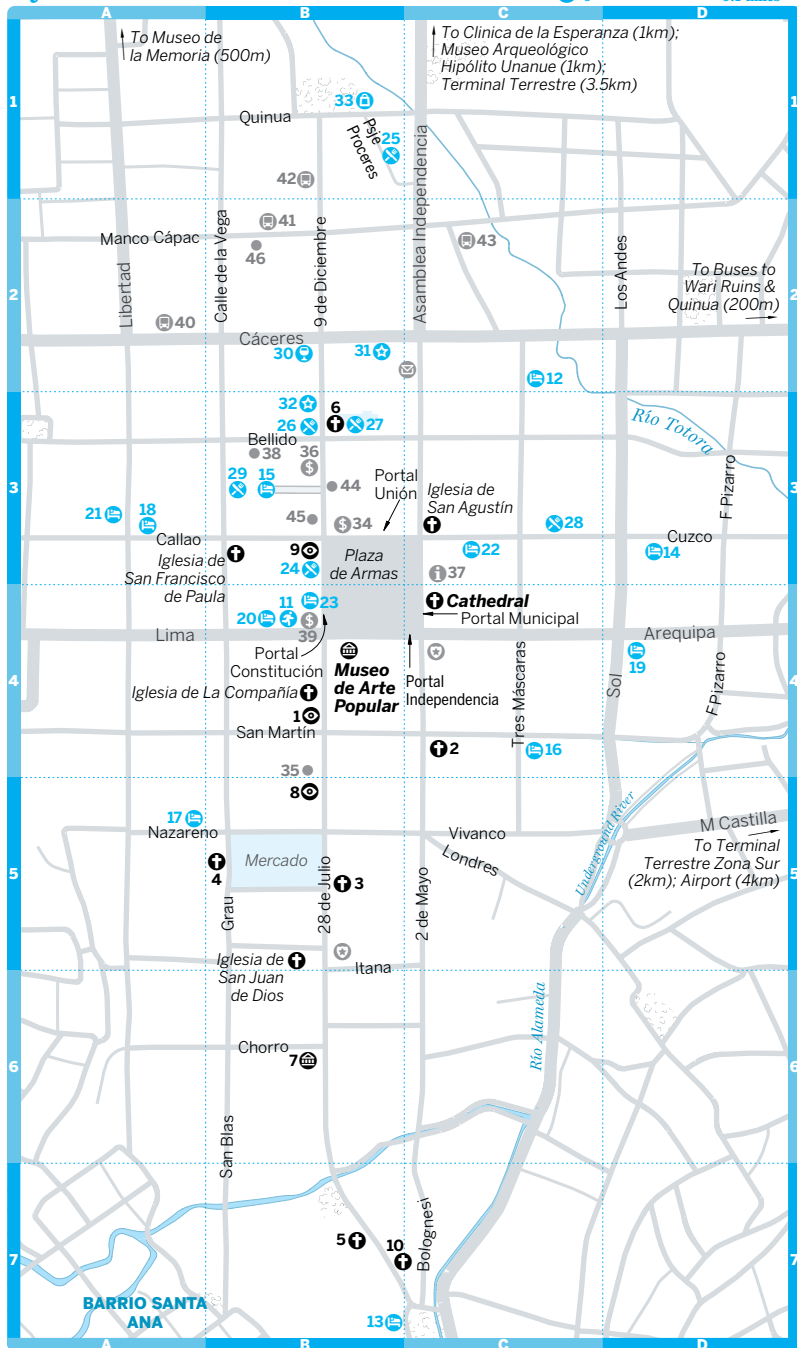 A
B
C
D
To Museo de
la Memoria (500m)
To Clinica de la Esperanza (1km);
Museo Arqueológico
Hipólito Unanue (1km);
Terminal Terrestre (3.5km)
1
33
Quinua
Psje
Proceres
25
42
Asamblea Independencia
Calle de la Vega
9 de Diciembre
41
Manco Cápac
46
43
Libertad
Los Andes
To Buses to
Wari Ruins &
Quinua (200m)
2
2
40
Cáceres
30
31
12
32
6
26
27
Río Totora
Bellido
38
36
29
15
44
Portal
Unión
Iglesia de
San Agustín
F Pizarro
3
3
21
18
45
34
28
Callao
Cuzco
Iglesia de
San Francisco
de Paula
9
24
Plaza
de Armas
22
14
37
11
23
Cathedral
20
39
Portal Municipal
Lima
Arequipa
Portal
Constitución
Museo
de Arte
Popular
Portal
Independencia
19
4
4
Iglesia de La Compañía
Tres Máscaras
Sol
F Pizarro
1
San Martín
2
16
35
8
17
Nazareno
Vivanco
M Castilla
Underground River
Mercado
Londres
To Terminal
Terrestre Zona Sur
(2km); Airport (4km)
5
5
4
3
Grau
28 de Julio
2 de Mayo
Iglesia de
San Juan
de Dios
Itana
Río Alameda
Chorro
7
6
6
San Blas
Bolognesi
5
10
7
7
BARRIO SANTA
ANA
13
A
B
C
D